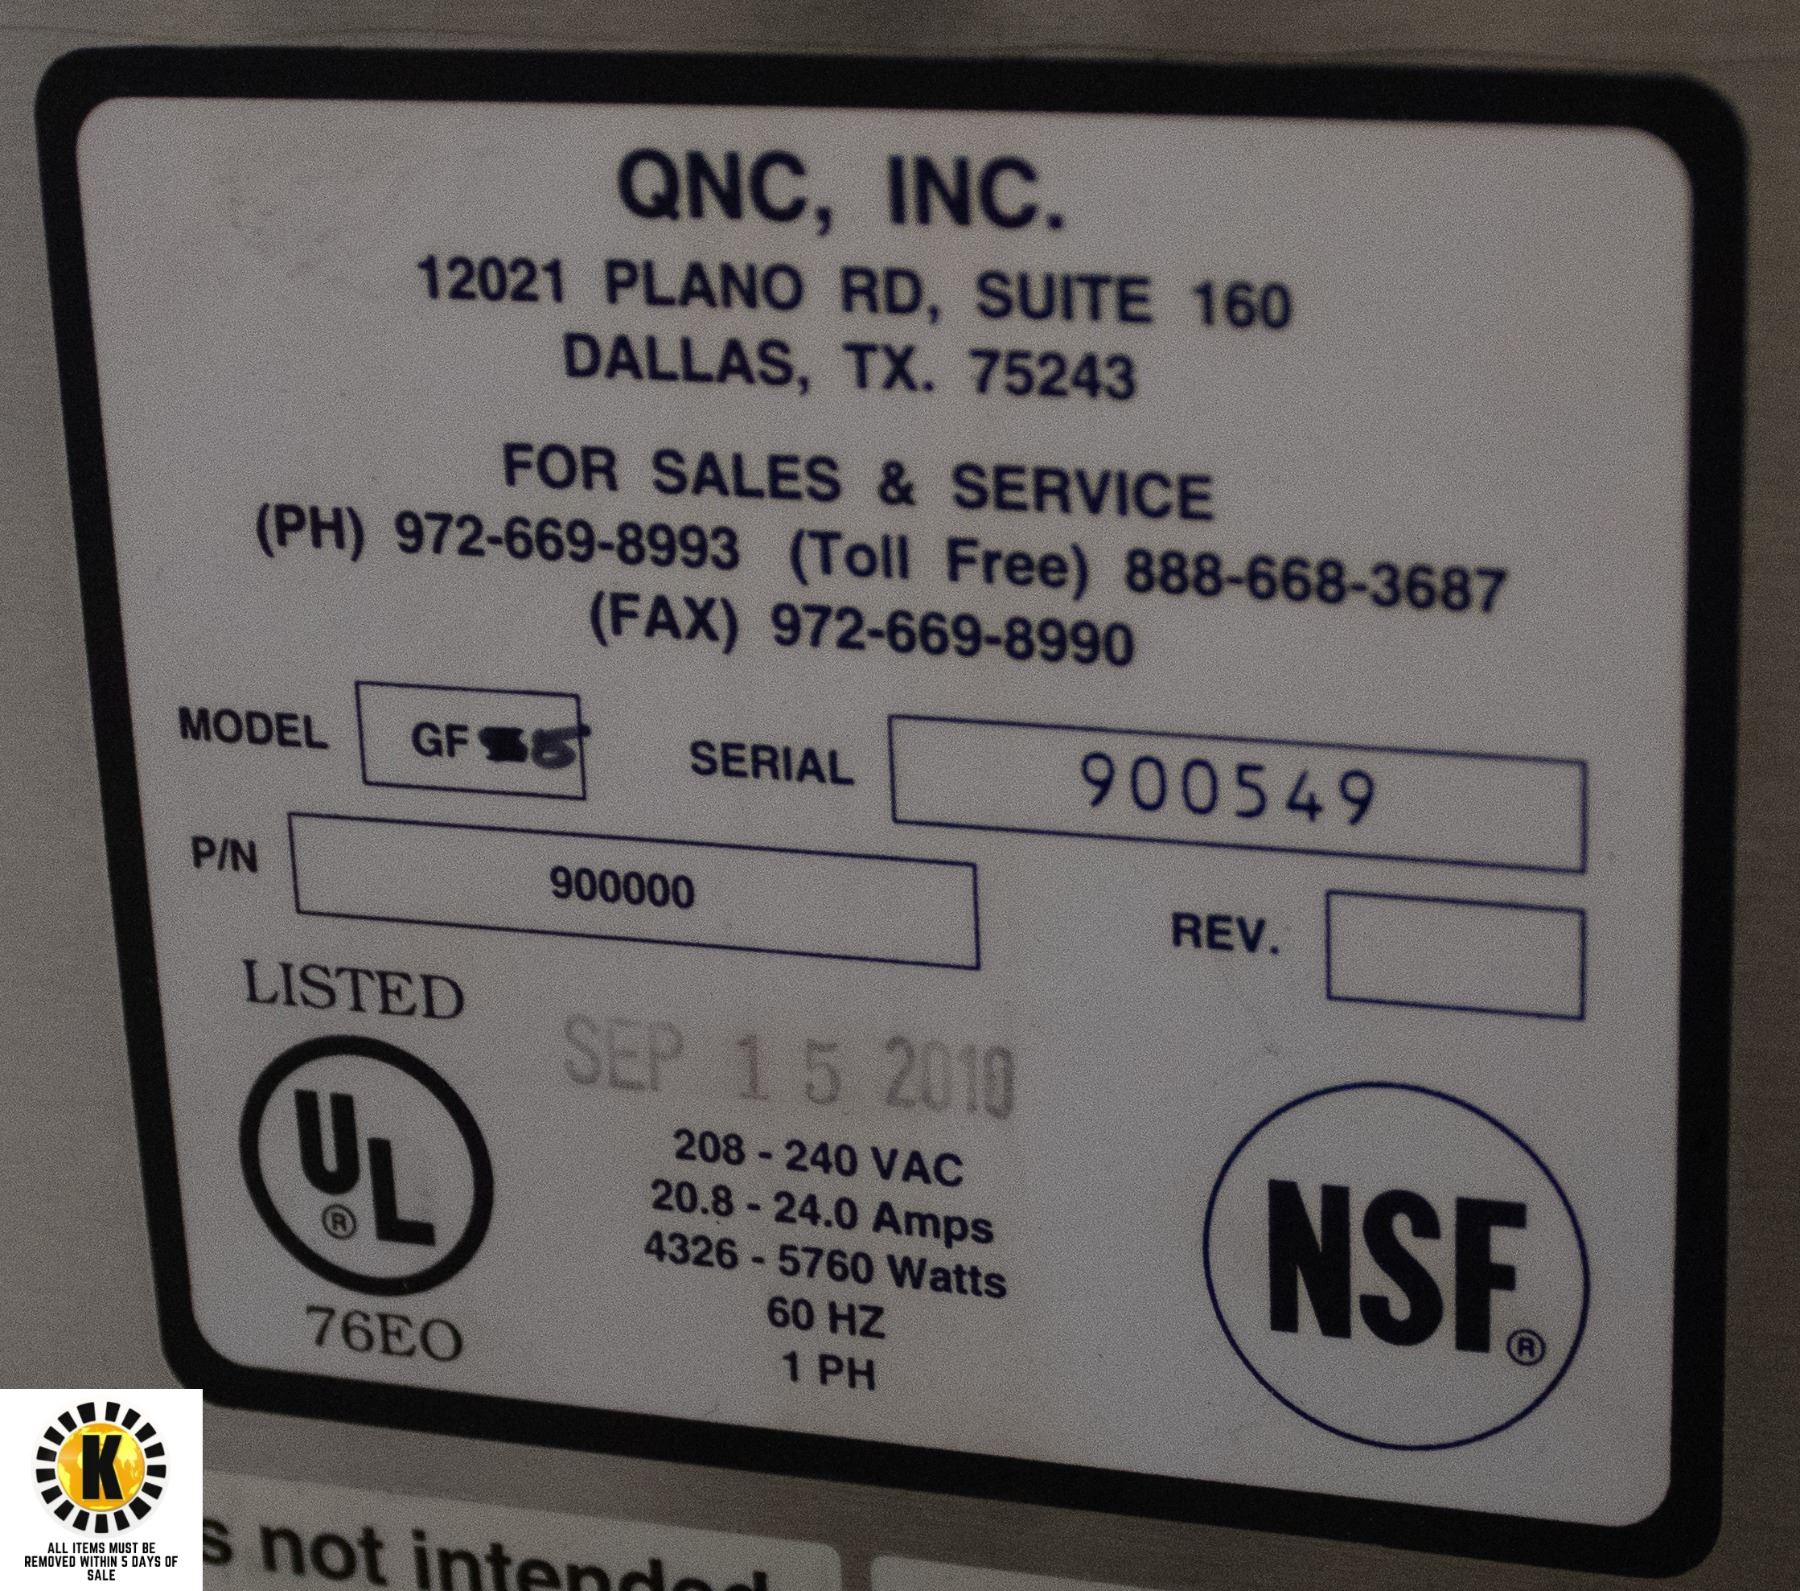 QNC, INC.
12021 PLANO RD, SUITE 160
DALLAS, TX. 75243
FOR SALES & SERVICE
(PH) 972-669-8993 (Toll Free) 888-668-3687
(FAX) 972-669-8990
MODEL GF SERIAL 900549
P/N 900000
REV.
LISTED
SEP 15 2010
UL
®
76EO
208 - 240 VAC
20.8 - 24.0 Amps
4326 - 5760 Watts
60 HZ
1 PH
NSF®
K
ALL ITEMS MUST BE
REMOVED WITHIN 5 DAYS OF
SALE
s not intended